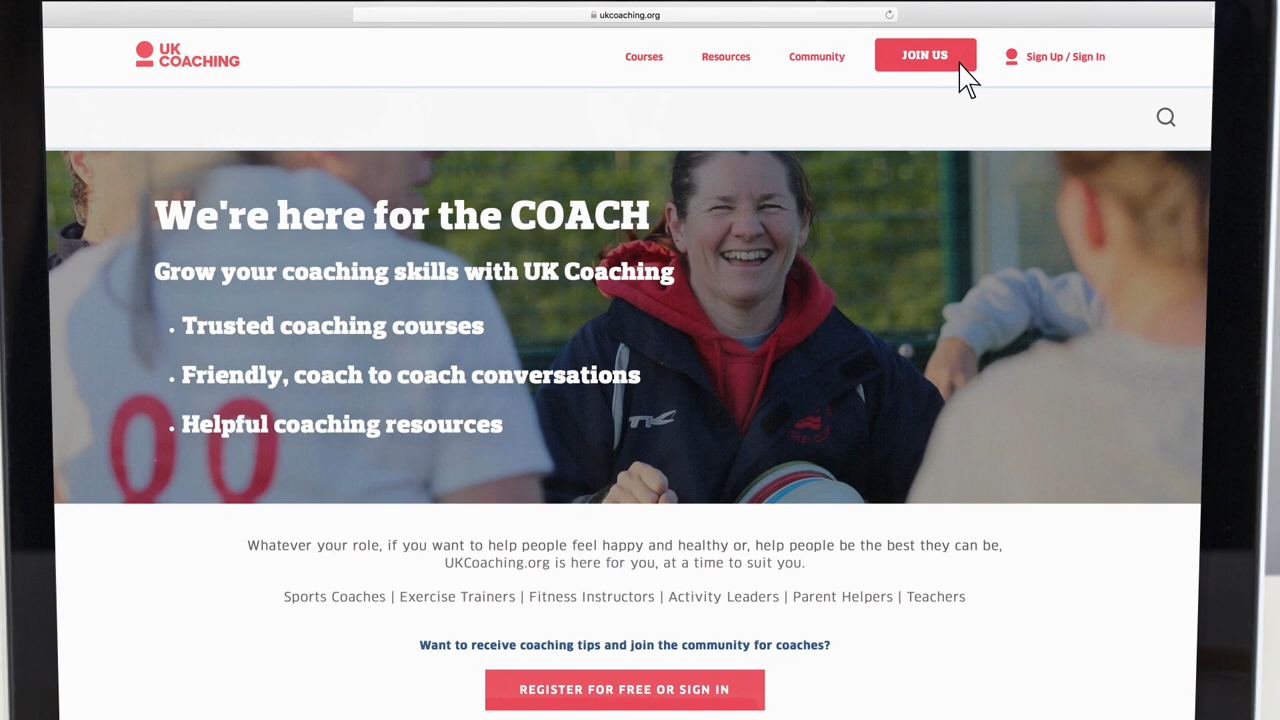 ukcoaching.org
UK
COACHING
Courses
Resources
Community
JOIN US
Sign Up / Sign In
We're here for the COACH
Grow your coaching skills with UK Coaching
• Trusted coaching courses
• Friendly, coach to coach conversations
• Helpful coaching resources
Whatever your role, if you want to help people feel happy and healthy or, help people be the best they can be,
UKCoaching.org is here for you, at a time to suit you.
Sports Coaches | Exercise Trainers | Fitness Instructors | Activity Leaders | Parent Helpers | Teachers
Want to receive coaching tips and join the community for coaches?
REGISTER FOR FREE OR SIGN IN